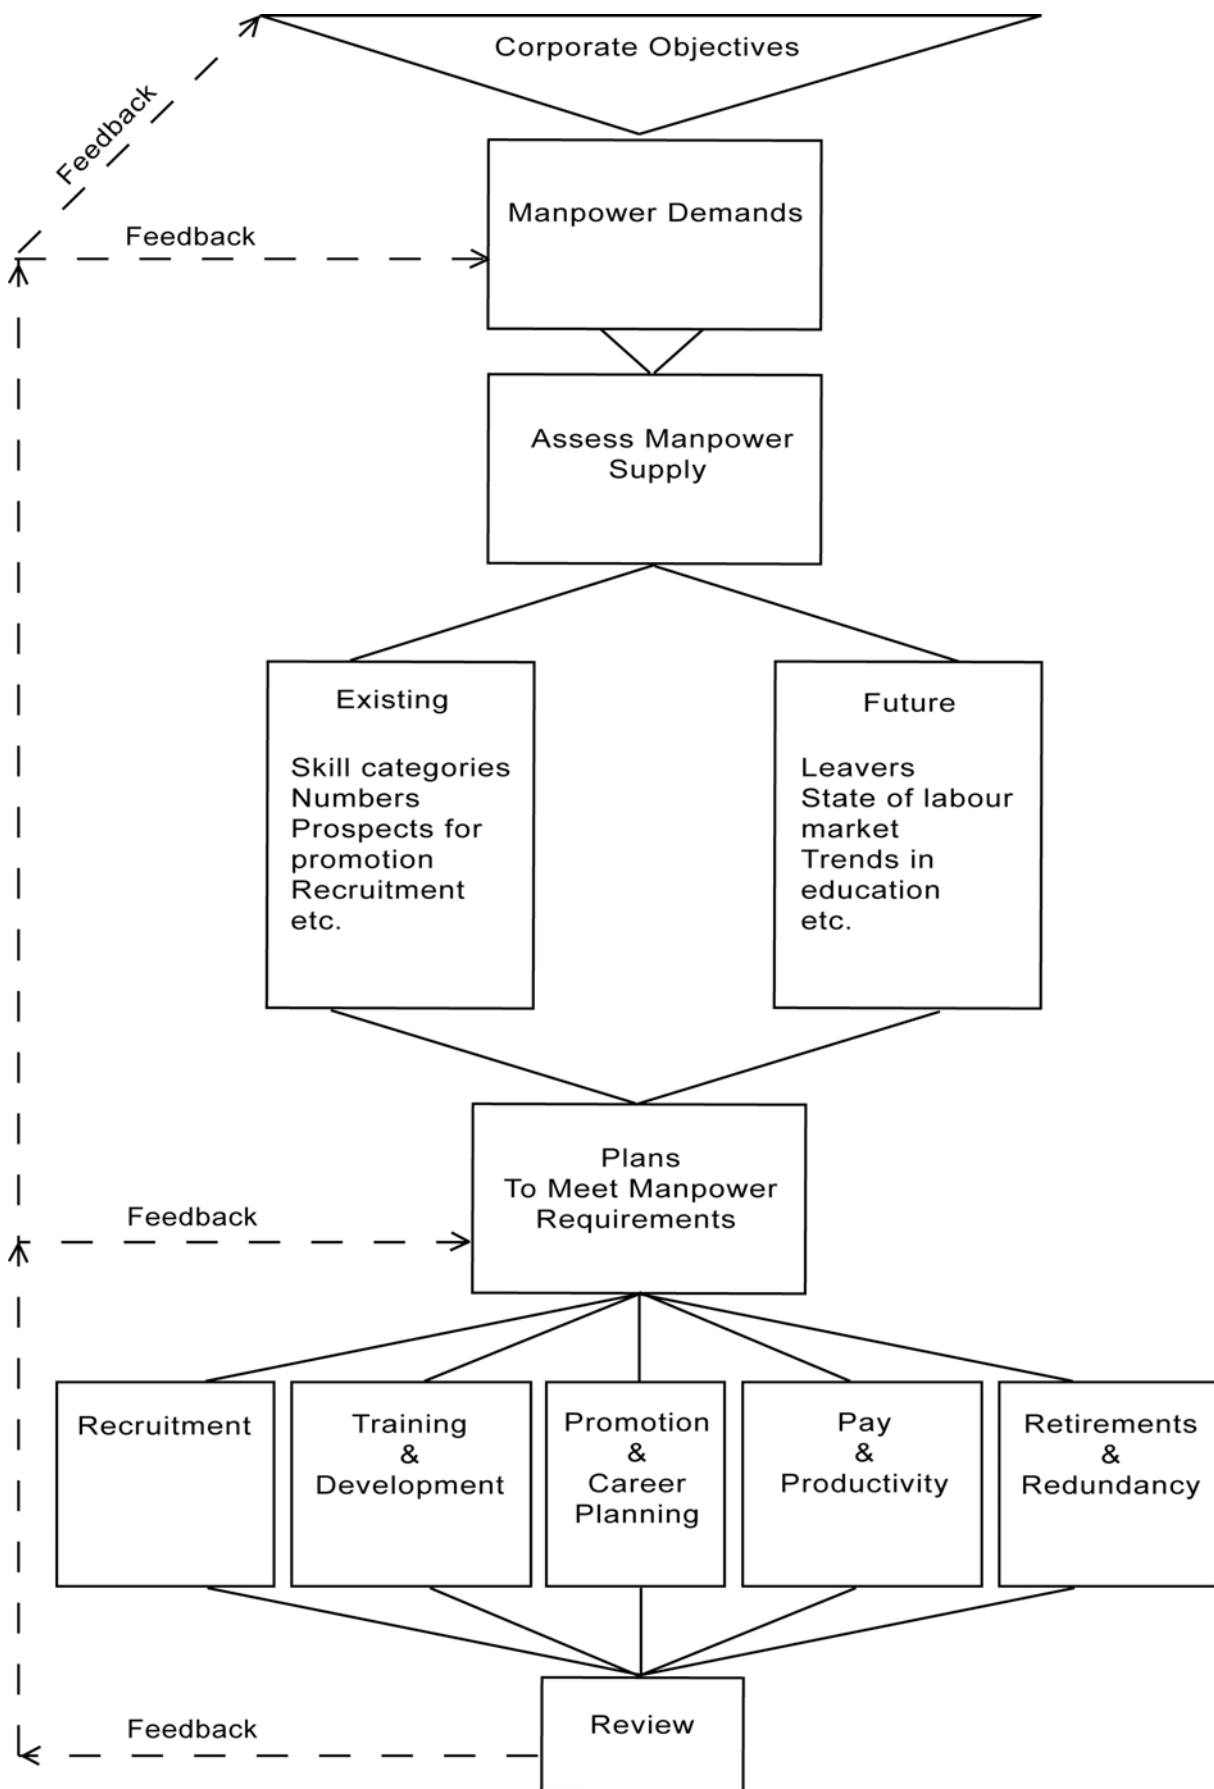 Corporate Objectives
Feedback
Manpower Demands
Feedback
Assess Manpower
Supply
Existing
Skill categories
Numbers
Prospects for
promotion
Recruitment
etc.
Future
Leavers
State of labour
market
Trends in
education
etc.
Plans
To Meet Manpower
Requirements
Feedback
Recruitment
Training
&
Development
Promotion
&
Career
Planning
Pay
&
Productivity
Retirements
&
Redundancy
Review
Feedback